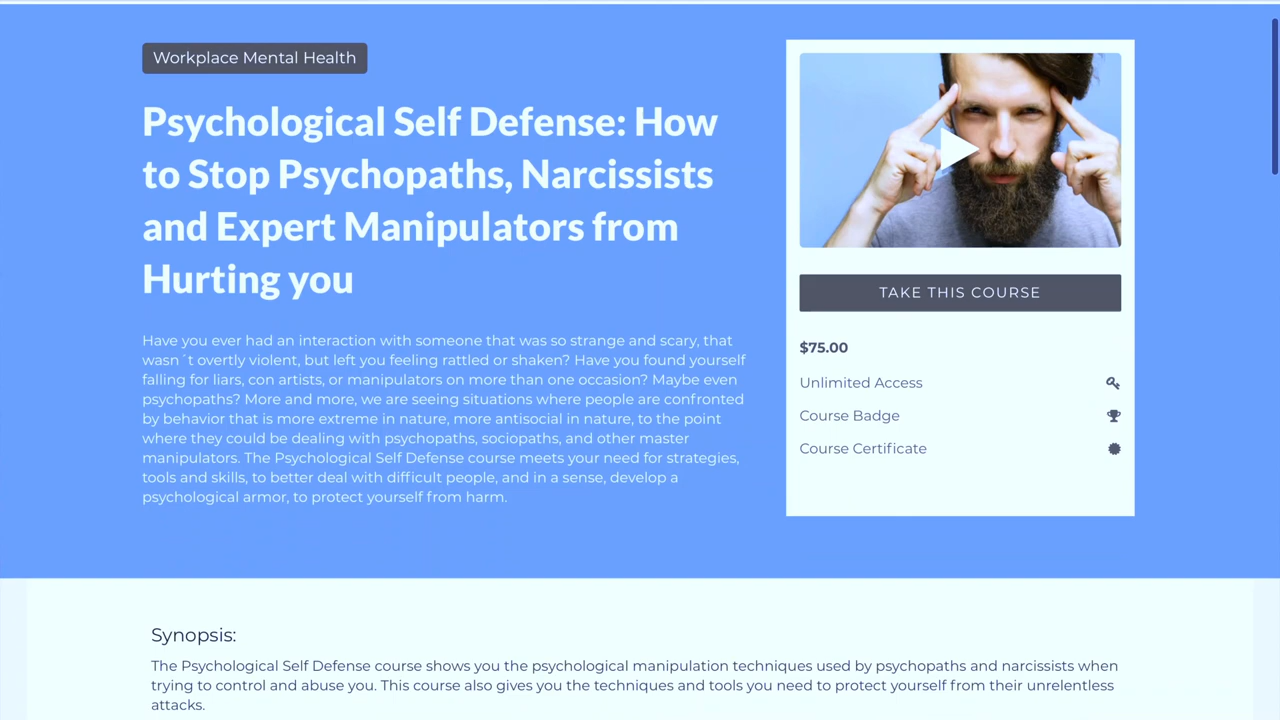 Workplace Mental Health
Psychological Self Defense: How
to Stop Psychopaths, Narcissists
and Expert Manipulators from
Hurting you
Have you ever had an interaction with someone that was so strange and scary, that
wasn´t overtly violent, but left you feeling rattled or shaken? Have you found yourself
falling for liars, con artists, or manipulators on more than one occasion? Maybe even
psychopaths? More and more, we are seeing situations where people are confronted
by behavior that is more extreme in nature, more antisocial in nature, to the point
where they could be dealing with psychopaths, sociopaths, and other master
manipulators. The Psychological Self Defense course meets your need for strategies,
tools and skills, to better deal with difficult people, and in a sense, develop a
psychological armor, to protect yourself from harm.
TAKE THIS COURSE
$75.00
Unlimited Access
Course Badge
Course Certificate
Synopsis:
The Psychological Self Defense course shows you the psychological manipulation techniques used by psychopaths and narcissists when
trying to control and abuse you. This course also gives you the techniques and tools you need to protect yourself from their unrelentless
attacks.